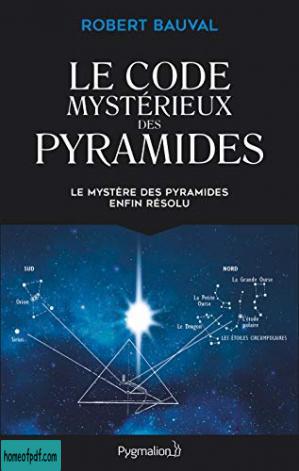 ROBERT BAUVAL
LE CODE
MYSTÉRIEUX
DES
PYRAMIDES
LE MYSTÈRE DES PYRAMIDES
ENFIN RÉSOLU
SUD
NORD
La Grande Ourse
Orion
La Petite
Ourse
L'étoile
polaire
Le Dragon
Sirius
LES ÉTOILES CIRCUMPOLAIRES
homeofpdf.com
Pygmalion